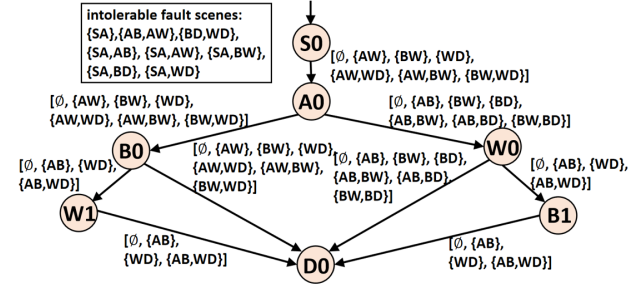 intolerable fault scenes:
{SA},{AB,AW},{BD,WD},
{SA,AB}, {SA,AW}, {SA,BW},
{SA,BD}, {SA,WD}
S0
[∅, {AW}, {BW}, {WD},
{AW,WD}, {AW,BW}, {BW,WD}]
A0
[∅, {AW}, {BW}, {WD},
{AW,WD}, {AW,BW}, {BW,WD}]
[∅, {AB}, {BW}, {BD},
{AB,BW}, {AB,BD}, {BW,BD}]
B0
[∅, {AW}, {BW}, {WD},
{AW,WD}, {AW,BW},
{BW,WD}]
[∅, {AB}, {BW}, {BD},
{AB,BW}, {AB,BD},
{BW,BD}]
W0
[∅, {AB}, {WD},
{AB,WD}]
[∅, {AB}, {WD},
{AB,WD}]
W1
B1
[∅, {AB},
{WD}, {AB,WD}]
[∅, {AB},
{WD}, {AB,WD}]
D0